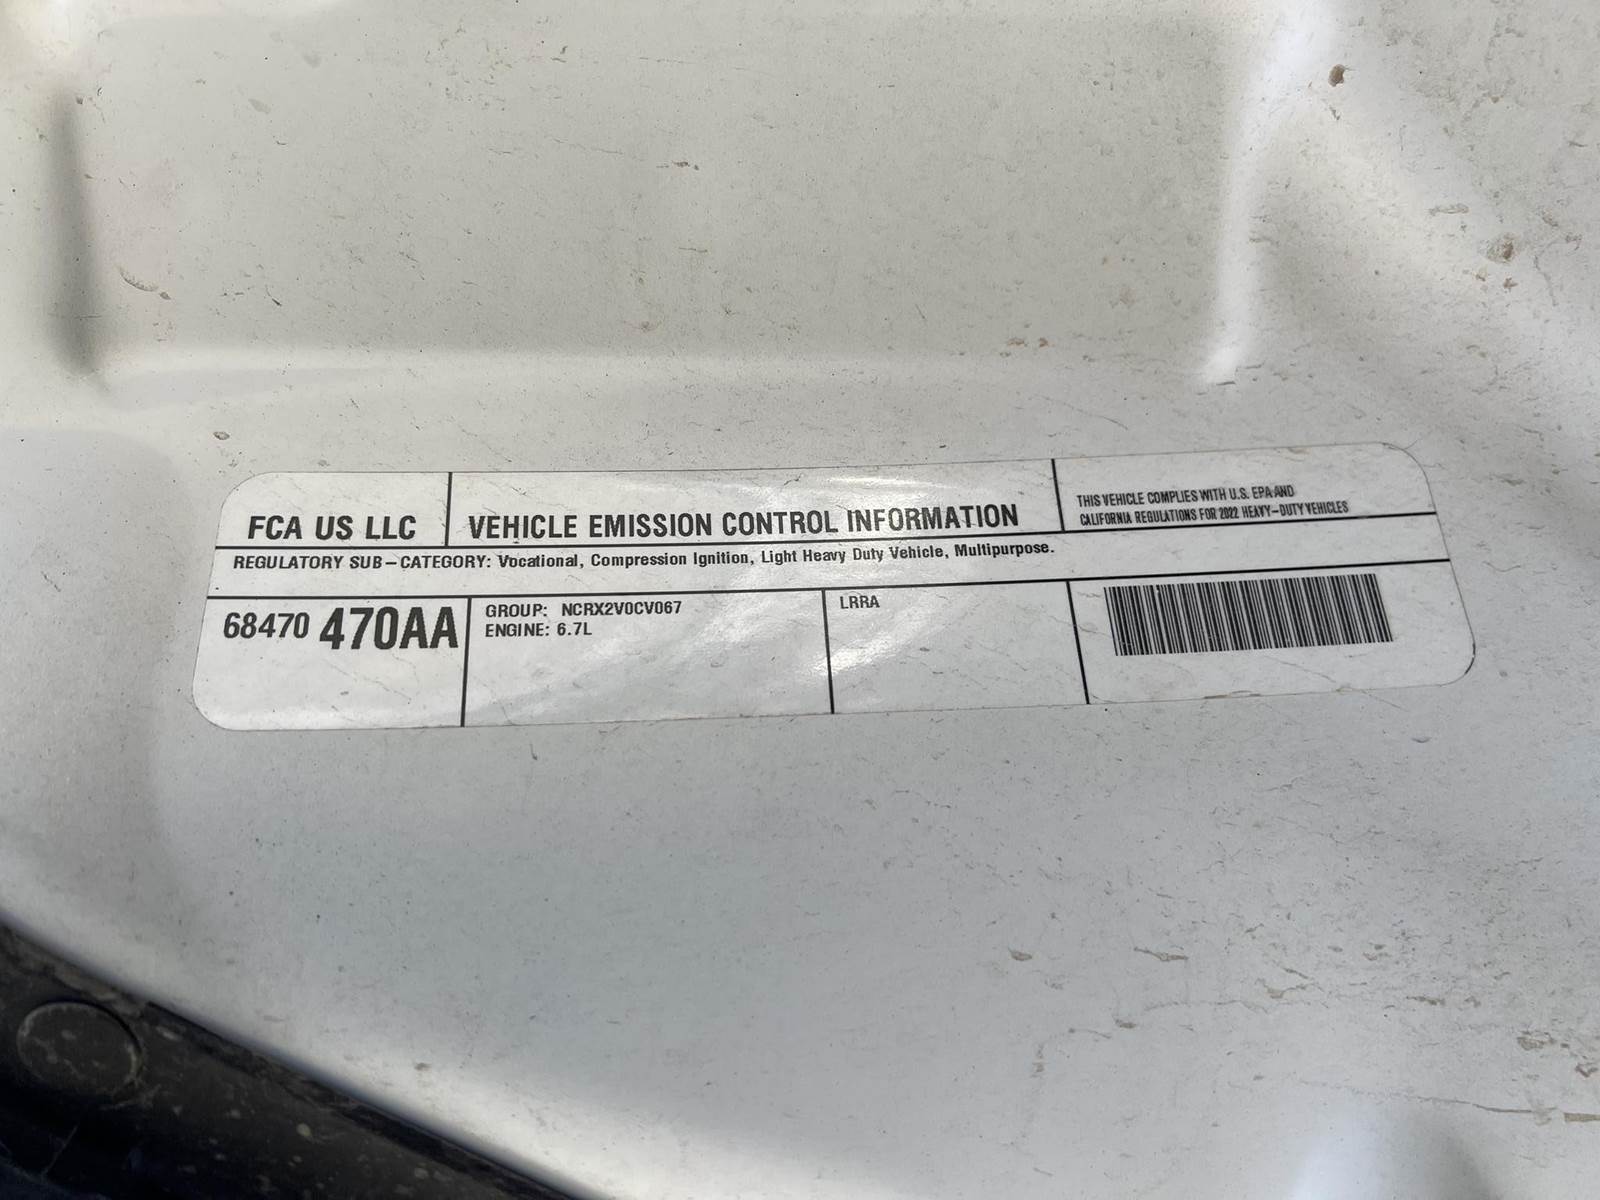 FCA US LLC
VEHICLE EMISSION CONTROL INFORMATION
THIS VEHICLE COMPLIES WITH U.S. EPA AND
CALIFORNIA REGULATIONS FOR 2022 HEAVY-DUTY VEHICLES
REGULATORY SUB-CATEGORY: Vocational, Compression Ignition, Light Heavy Duty Vehicle, Multipurpose.
68470 470AA
GROUP: NCRX2V0CV067
ENGINE: 6.7L
LRRA